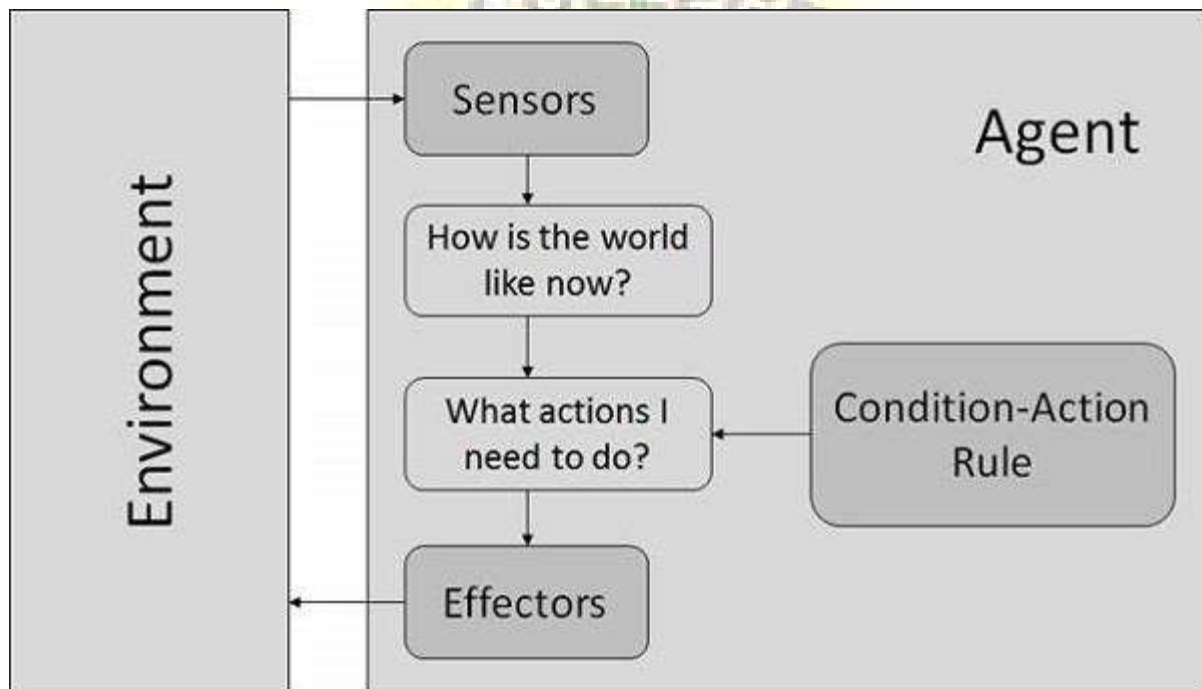 Environment
Sensors
Agent
How is the world
like now?
What actions I
need to do?
Condition-Action
Rule
Effectors